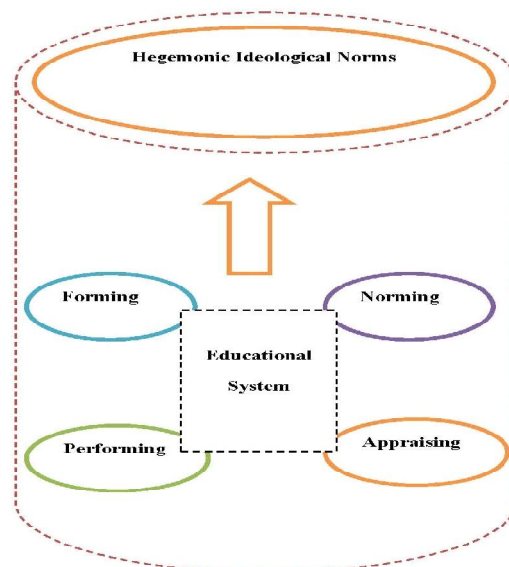 Hegemonic Ideological Norms
Forming
Norming
Educational
System
Performing
Appraising